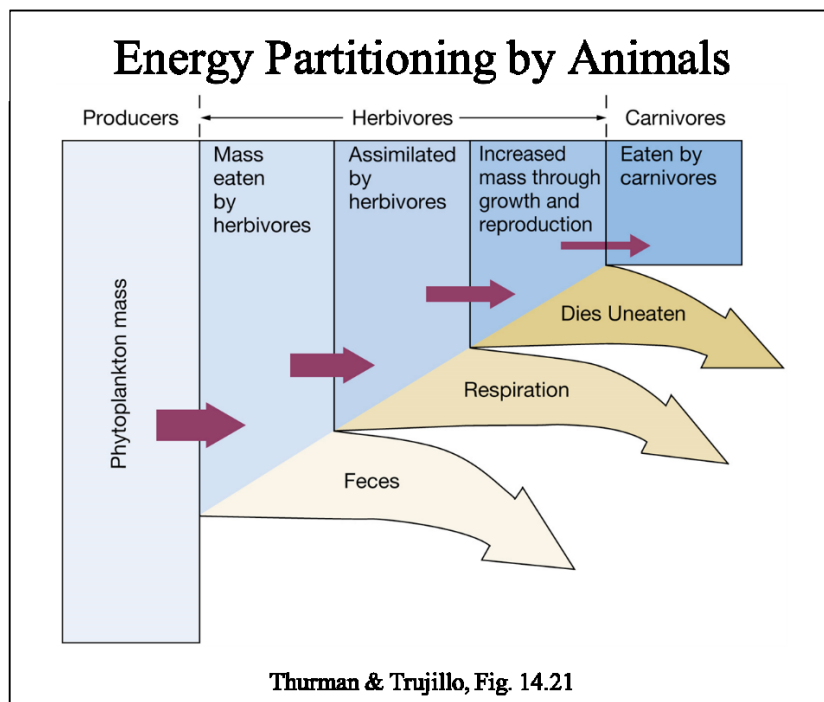 Energy Partitioning by Animals
Producers
Herbivores
Carnivores
Mass
eaten
by
herbivores
Assimilated
by
herbivores
Increased
mass through
growth and
reproduction
Eaten by
carnivores
Phytoplankton mass
Dies Uneaten
Respiration
Feces
Thurman & Trujillo, Fig. 14.21